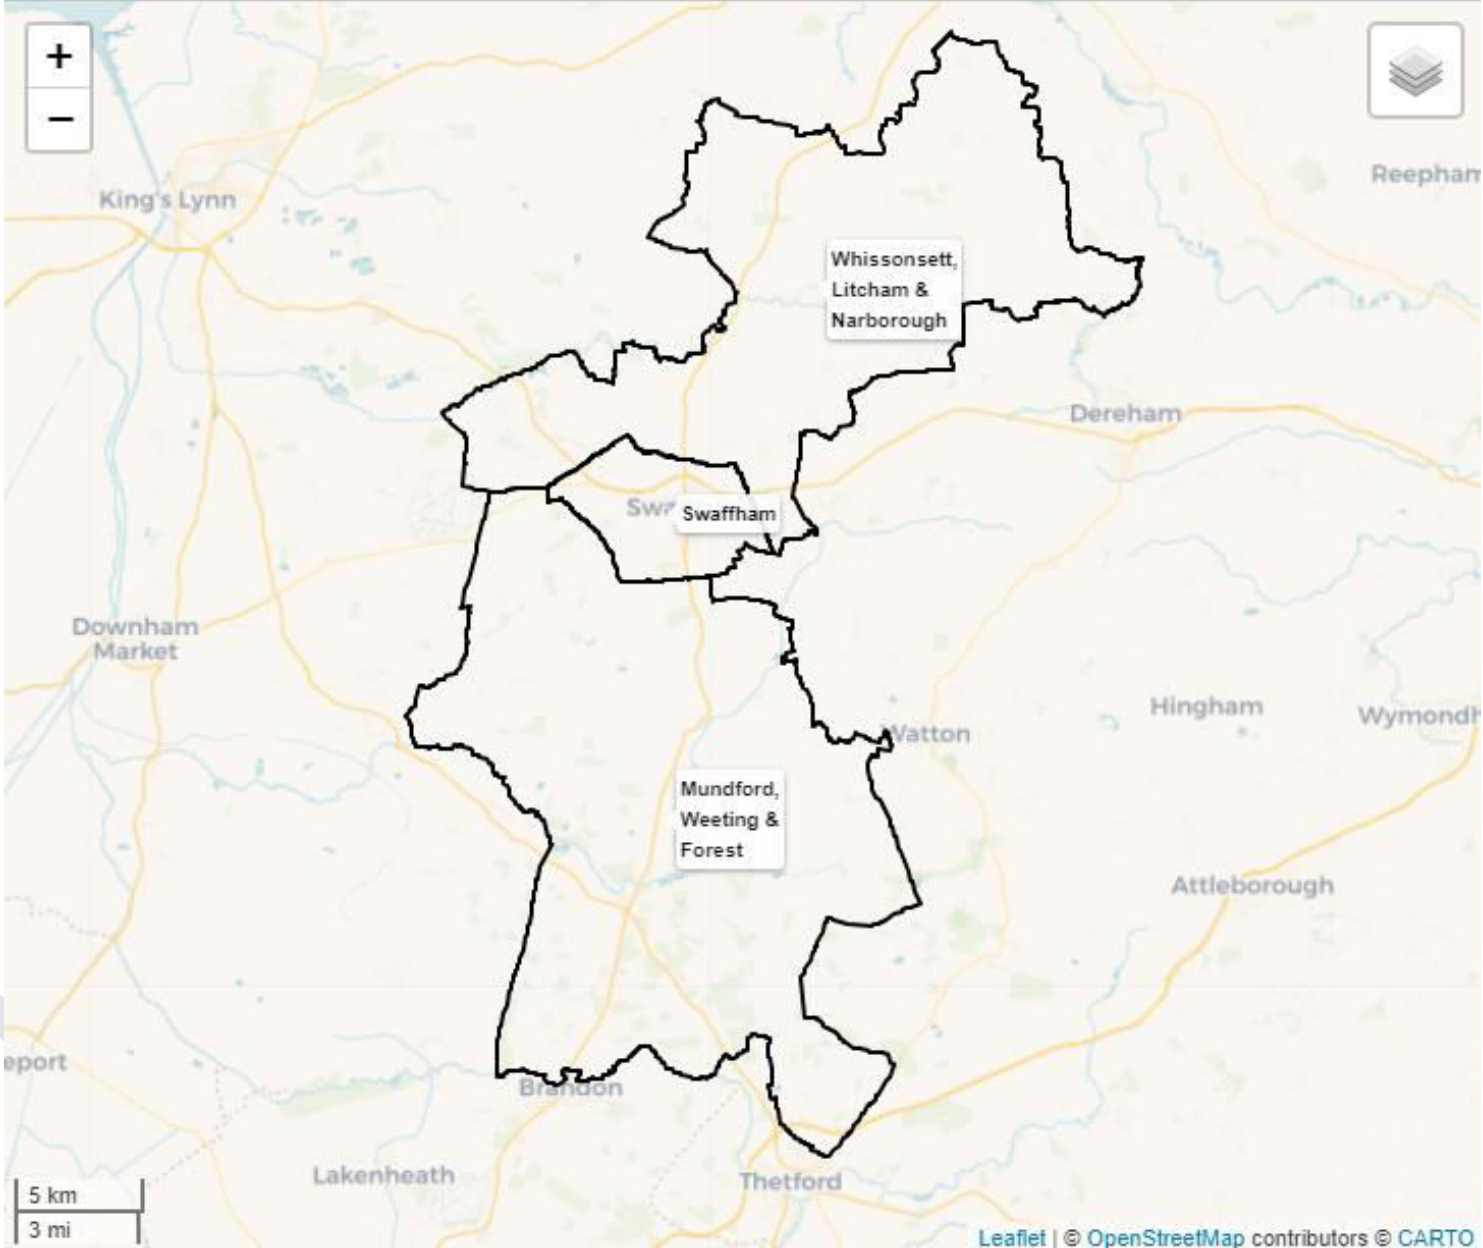 +
−
Reepham
King's Lynn
Whissonsett,
Litcham &
Narborough
Dereham
Swa
Swaffham
Downham
Market
Hingham
Wymondh
Watton
Mundford,
Weeting &
Forest
Attleborough
eport
Brandon
Lakenheath
Thetford
5 km
3 mi
Leaflet | © OpenStreetMap contributors © CARTO